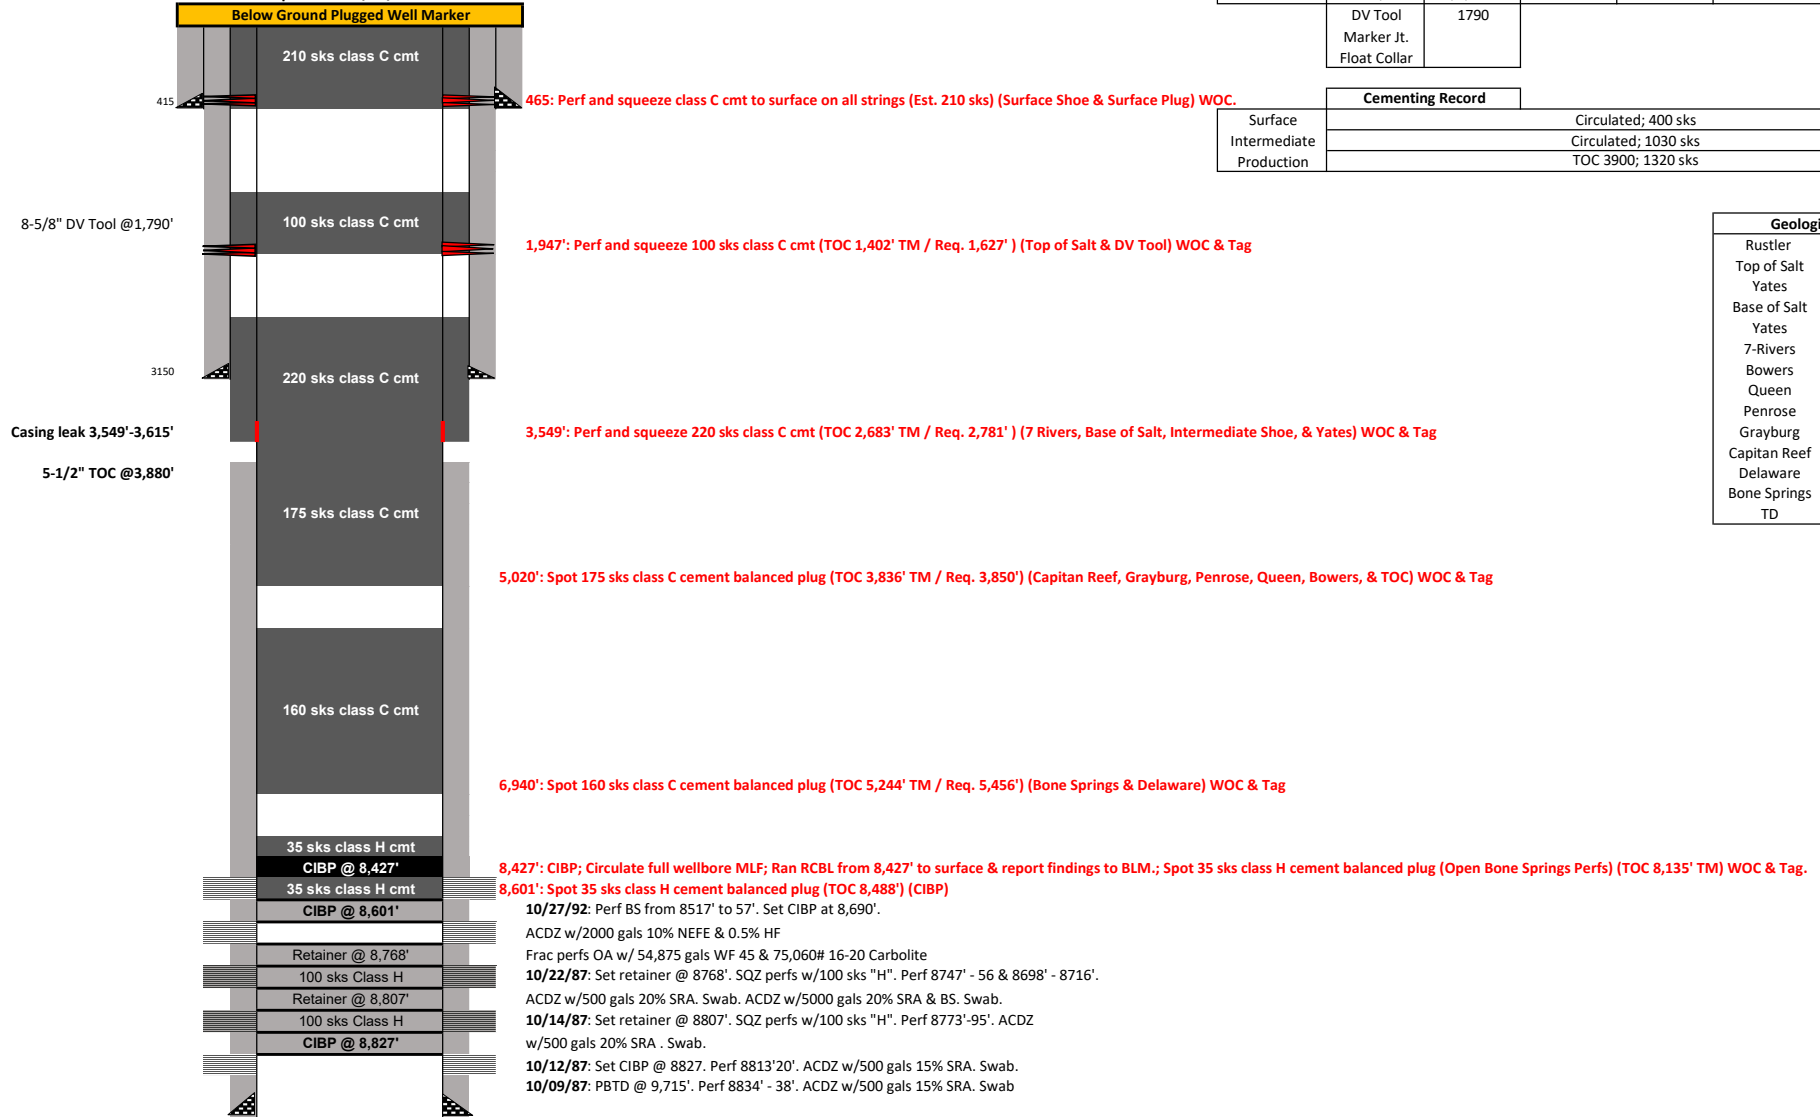 Below Ground Plugged Well Marker
DV Tool 1790
Marker Jt.
Float Collar
210 sks class C cmt
415
465: Perf and squeeze class C cmt to surface on all strings (Est. 210 sks) (Surface Shoe & Surface Plug) WOC.
Cementing Record
Surface Circulated; 400 sks
Intermediate Circulated; 1030 sks
Production TOC 3900; 1320 sks
8-5/8" DV Tool @1,790'
100 sks class C cmt
1,947': Perf and squeeze 100 sks class C cmt (TOC 1,402' TM / Req. 1,627' ) (Top of Salt & DV Tool) WOC & Tag
Geologi
Rustler
Top of Salt
Yates
Base of Salt
Yates
7-Rivers
Bowers
Queen
Penrose
Grayburg
Capitan Reef
Delaware
Bone Springs
TD
3150
220 sks class C cmt
Casing leak 3,549'-3,615'
3,549': Perf and squeeze 220 sks class C cmt (TOC 2,683' TM / Req. 2,781' ) (7 Rivers, Base of Salt, Intermediate Shoe, & Yates) WOC & Tag
5-1/2" TOC @3,880'
175 sks class C cmt
5,020': Spot 175 sks class C cement balanced plug (TOC 3,836' TM / Req. 3,850') (Capitan Reef, Grayburg, Penrose, Queen, Bowers, & TOC) WOC & Tag
160 sks class C cmt
6,940': Spot 160 sks class C cement balanced plug (TOC 5,244' TM / Req. 5,456') (Bone Springs & Delaware) WOC & Tag
35 sks class H cmt
CIBP @ 8,427'
8,427': CIBP; Circulate full wellbore MLF; Ran RCBL from 8,427' to surface & report findings to BLM.; Spot 35 sks class H cement balanced plug (Open Bone Springs Perfs) (TOC 8,135' TM) WOC & Tag.
35 sks class H cmt
8,601': Spot 35 sks class H cement balanced plug (TOC 8,488') (CIBP)
CIBP @ 8,601'
10/27/92: Perf BS from 8517' to 57'. Set CIBP at 8,690'.
ACDZ w/2000 gals 10% NEFE & 0.5% HF
Retainer @ 8,768'
Frac perfs OA w/ 54,875 gals WF 45 & 75,060# 16-20 Carbolite
100 sks Class H
10/22/87: Set retainer @ 8768'. SQZ perfs w/100 sks "H". Perf 8747' - 56 & 8698' - 8716'.
Retainer @ 8,807'
ACDZ w/500 gals 20% SRA. Swab. ACDZ w/5000 gals 20% SRA & BS. Swab.
100 sks Class H
10/14/87: Set retainer @ 8807'. SQZ perfs w/100 sks "H". Perf 8773'-95'. ACDZ
CIBP @ 8,827'
w/500 gals 20% SRA . Swab.
10/12/87: Set CIBP @ 8827. Perf 8813'20'. ACDZ w/500 gals 15% SRA. Swab.
10/09/87: PBTD @ 9,715'. Perf 8834' - 38'. ACDZ w/500 gals 15% SRA. Swab